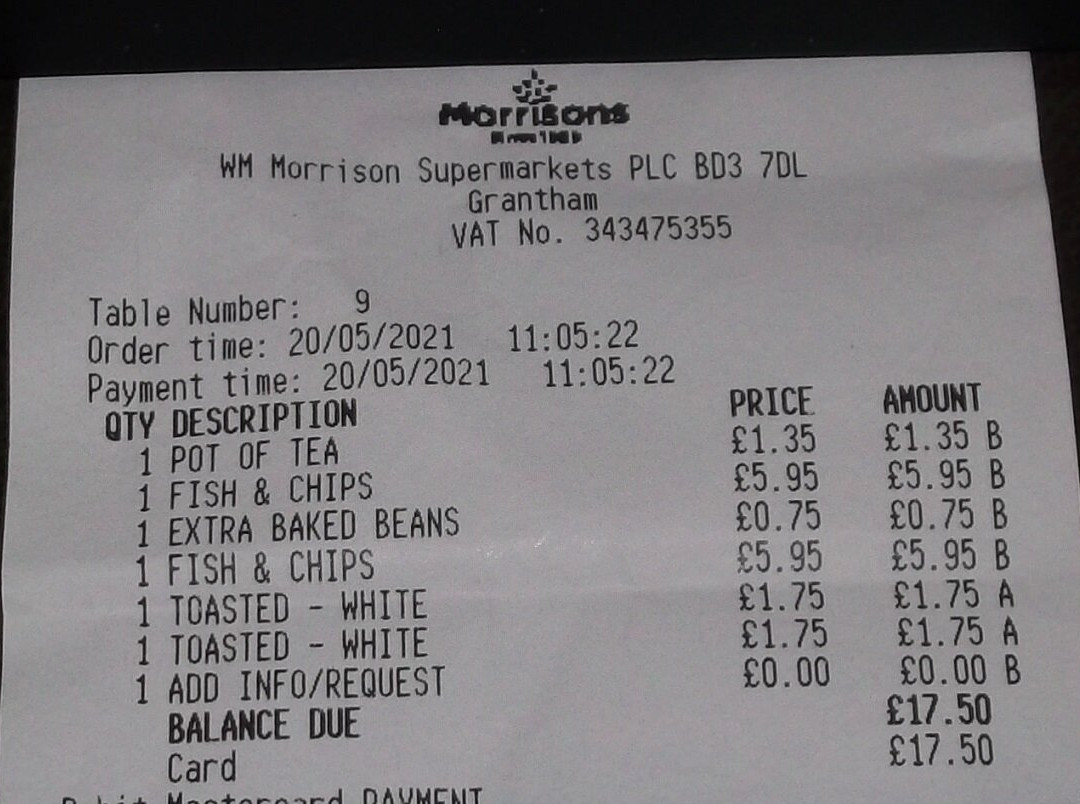 Morrisons
WM Morrison Supermarkets PLC BD3 7DL
Grantham
VAT No. 343475355
Table Number: 9
Order time: 20/05/2021 11:05:22
Payment time: 20/05/2021 11:05:22
QTY DESCRIPTION PRICE AMOUNT
1 POT OF TEA £1.35 £1.35 B
1 FISH & CHIPS £5.95 £5.95 B
1 EXTRA BAKED BEANS £0.75 £0.75 B
1 FISH & CHIPS £5.95 £5.95 B
1 TOASTED - WHITE £1.75 £1.75 A
1 TOASTED - WHITE £1.75 £1.75 A
1 ADD INFO/REQUEST £0.00 £0.00 B
BALANCE DUE £17.50
Card £17.50
Mastercard PAYMENT